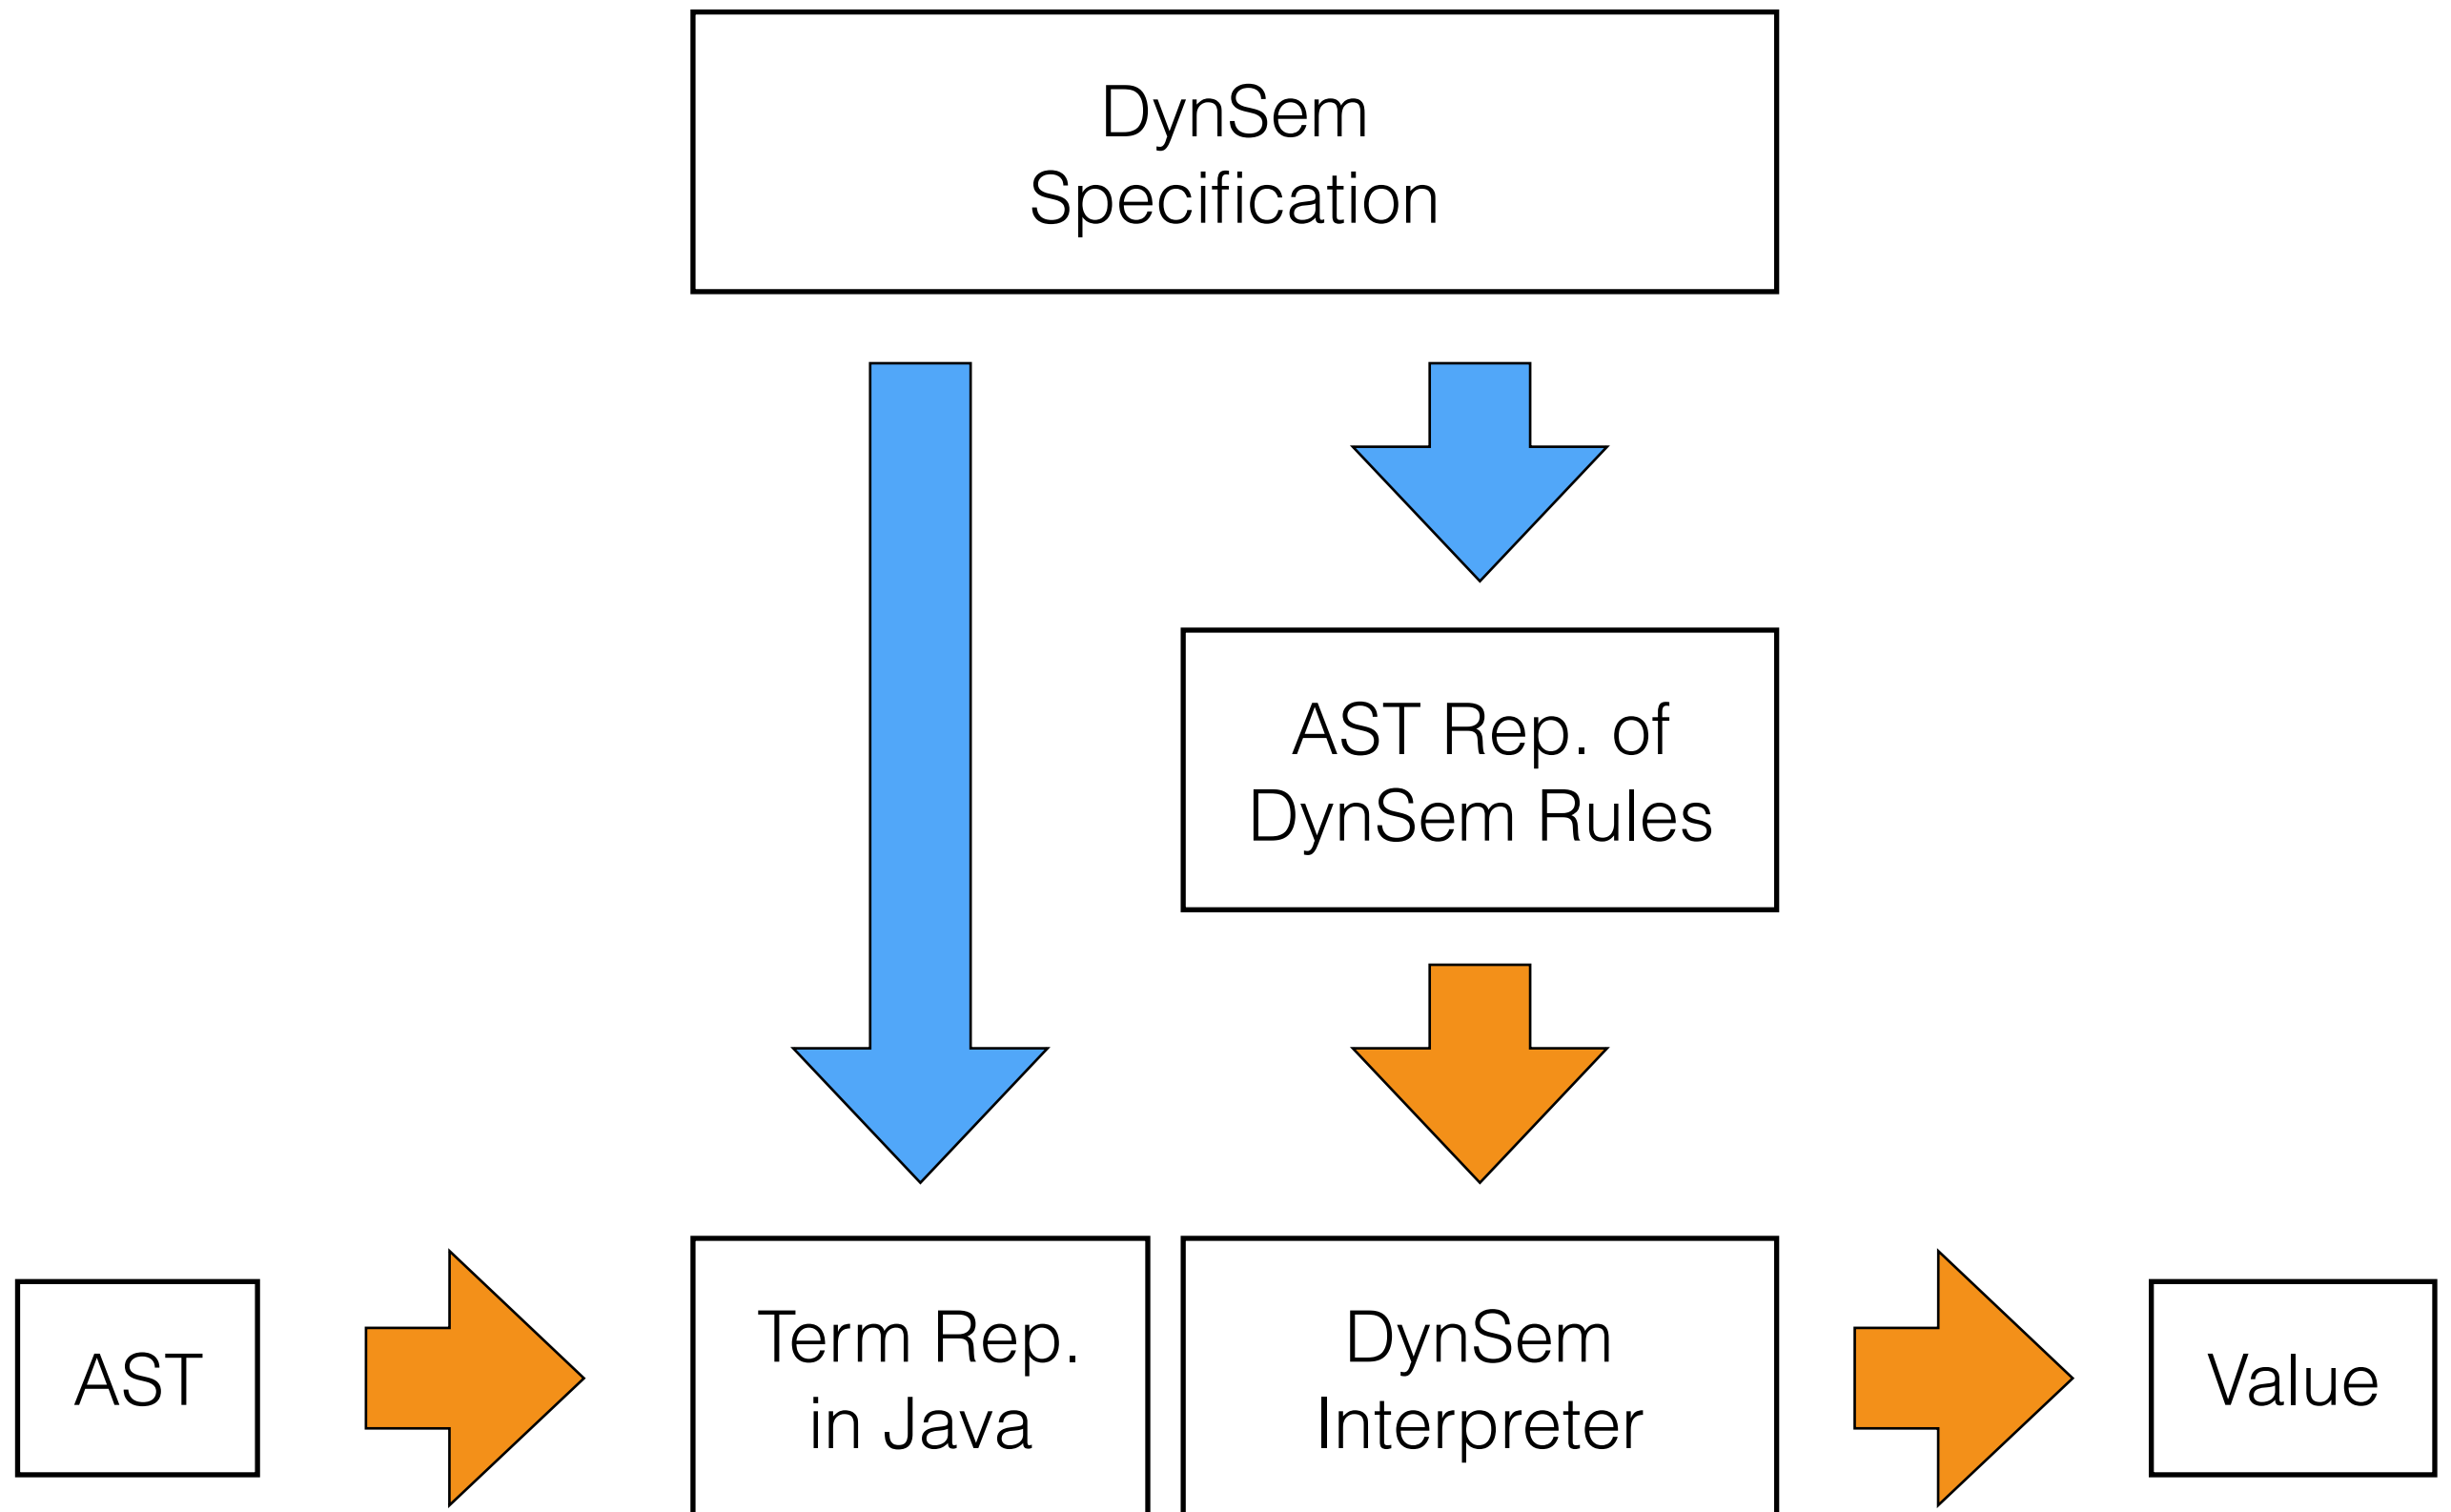 DynSem
Specification
AST Rep. of
DynSem Rules
AST
Term Rep.
in Java
DynSem
Interpreter
Value